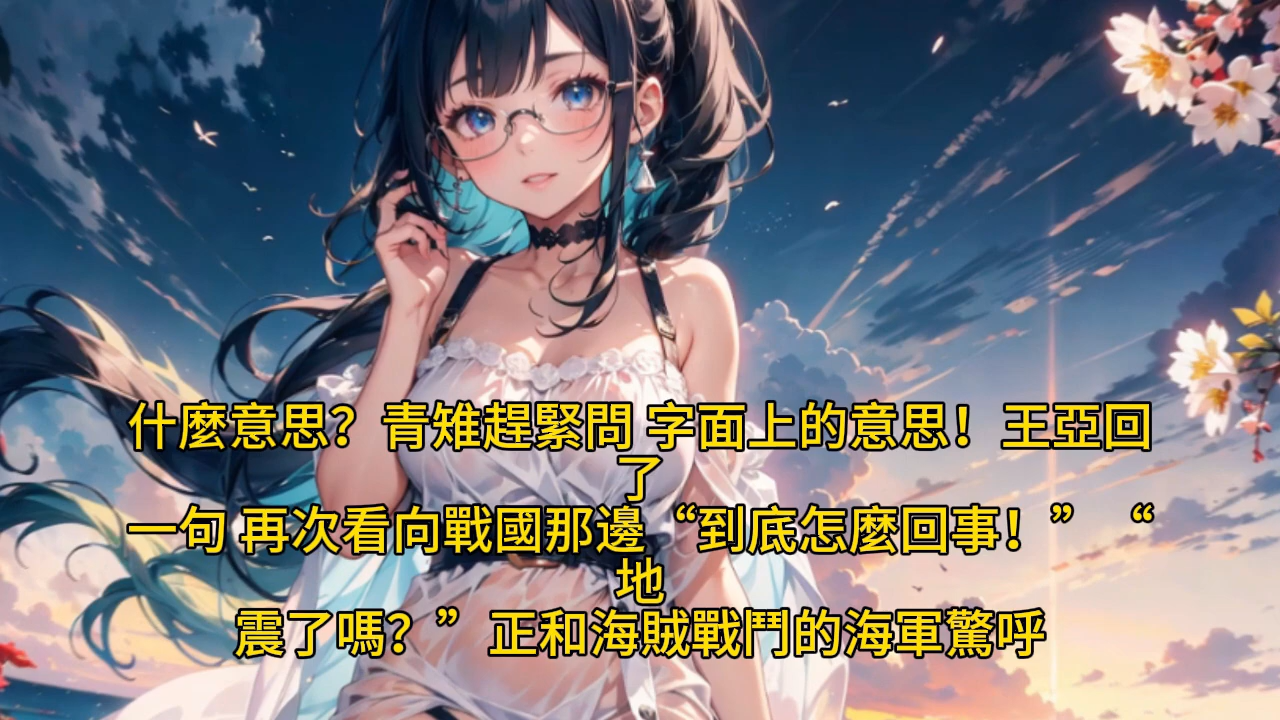 什麼意思？青雉趕緊問 字面上的意思！王亞回
了
一句 再次看向戰國那邊 “到底怎麼回事！” “
地
震了嗎？” 正和海賊戰鬥的海軍驚呼